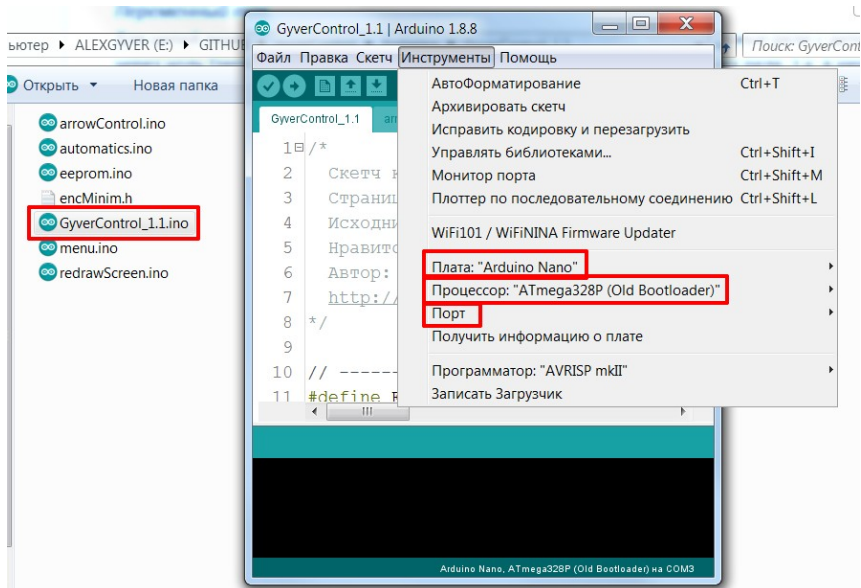 ьютер ▸ ALEXGYVER (E:) ▸ GITHU
Поиск: GyverCont
Открыть
Новая папка
arrowControl.ino
automatics.ino
eeprom.ino
encMinim.h
GyverControl_1.1.ino
menu.ino
redrawScreen.ino
GyverControl_1.1 | Arduino 1.8.8
Файл Правка Скетч Инструменты Помощь
GyverControl_1.1
1 /*
2 Скетч
3 Страниц
4 Исходни
5 Нравитс
6 Автор:
7 http://
8 */
9
10 // ------
11 #define
АвтоФорматирование Ctrl+T
Архивировать скетч
Исправить кодировку и перезагрузить
Управлять библиотеками... Ctrl+Shift+I
Монитор порта Ctrl+Shift+M
Плоттер по последовательному соединению Ctrl+Shift+L
WiFi101 / WiFiNINA Firmware Updater
Плата: "Arduino Nano"
Процессор: "ATmega328P (Old Bootloader)"
Порт
Получить информацию о плате
Программатор: "AVRISP mkII"
Записать Загрузчик
Arduino Nano, ATmega328P (Old Bootloader) на COM3